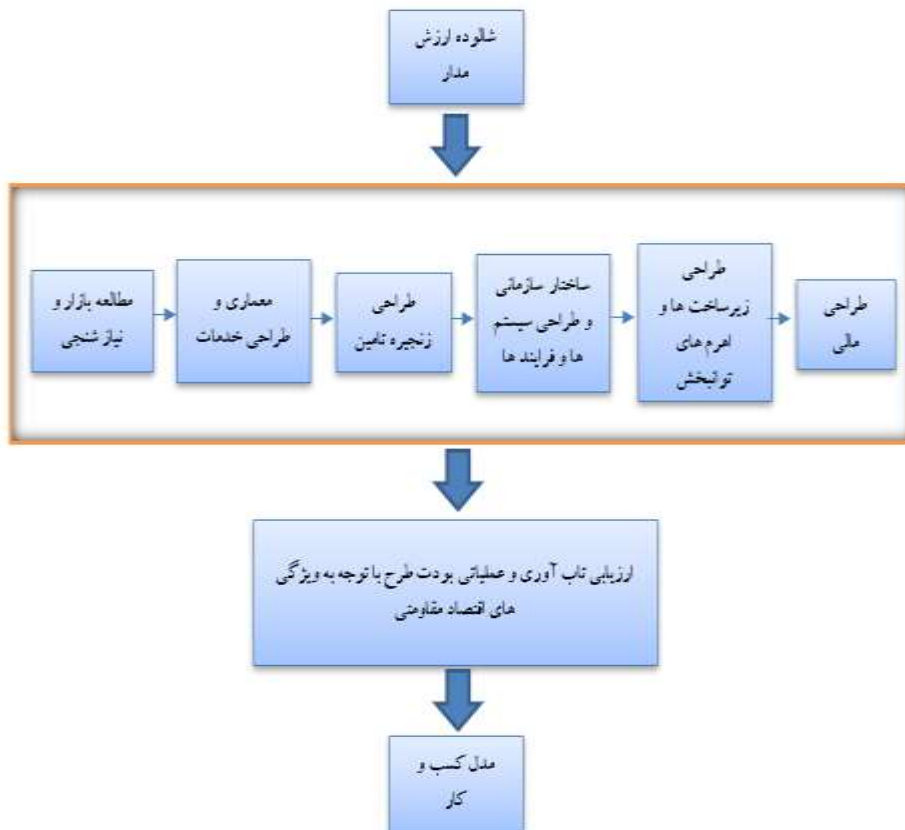 شالوده ارزش
مدار
مطالعه بازار و
نیاز شنجی
معماری و
طراحی خدمات
طراحی
زنجیره تامین
ساختار سازمانی
و طراحی سیستم
ها و فرایند ها
طراحی
زیرساخت ها و
اهرم های
توانبخش
طراحی
مالی
ارزیابی تاب آوری و عملیاتی بودت طرح با توجه به ویژگی
های اقتصاد مقاومتی
مدل کسب و
کار